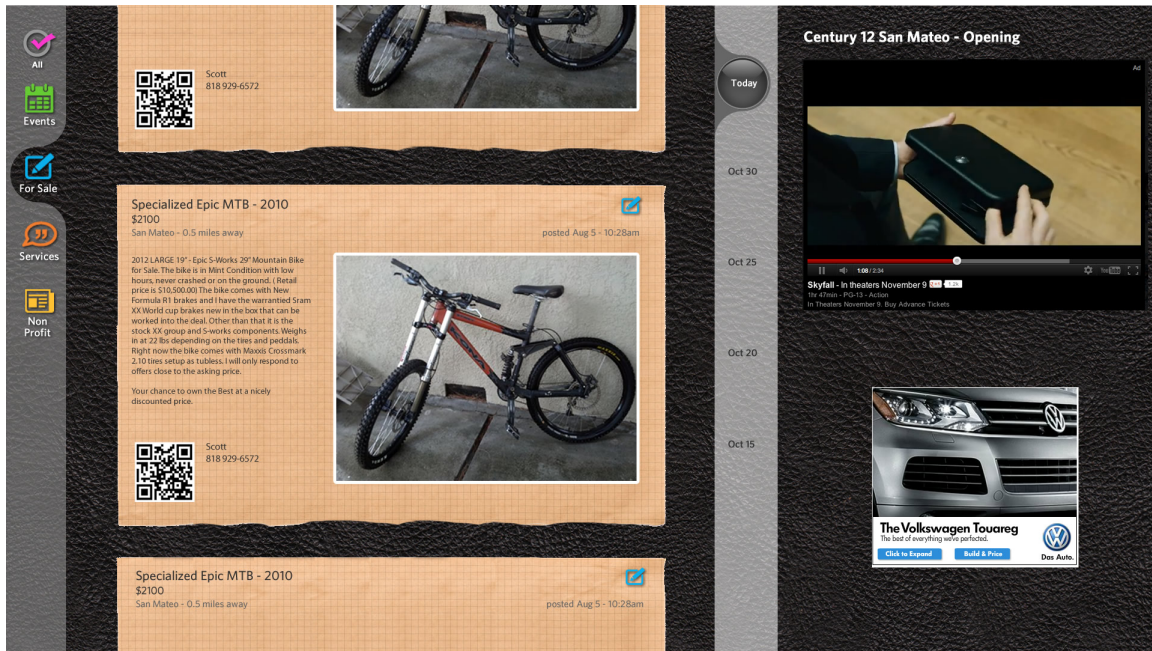 All
Events
For Sale
Services
Non
Profit
Scott
818 929-6572
Specialized Epic MTB - 2010
$2100
San Mateo - 0.5 miles away
posted Aug 5 - 10:28am
2012 LARGE 19" - Epic S-Works 29" Mountain Bike
for Sale. The bike is in Mint Condition with low
hours, never crashed or on the ground. ( Retail
price is $10,500.00) The bike comes with New
Formula R1 brakes and I have the warrantied Sram
XX World cup brakes new in the box that can be
worked into the deal. Other than that it is the
stock XX group and S-works components. Weighs
in at 22 lbs depending on the tires and peddals.
Right now the bike comes with Maxxis Crossmark
2.10 tires setup as tubless. I will only respond to
offers close to the asking price.
Your chance to own the Best at a nicely
discounted price.
Scott
818 929-6572
Specialized Epic MTB - 2010
$2100
San Mateo - 0.5 miles away
posted Aug 5 - 10:28am
Today
Oct 30
Oct 25
Oct 20
Oct 15
Century 12 San Mateo - Opening
Ad
1:08 / 2:34
YouTube
Skyfall - In theaters November 9
1.2k
1hr 47min - PG-13 - Action
In Theaters November 9. Buy Advance Tickets
The Volkswagen Touareg
The best of everything we've perfected.
Click to Expand
Build & Price
Das Auto.